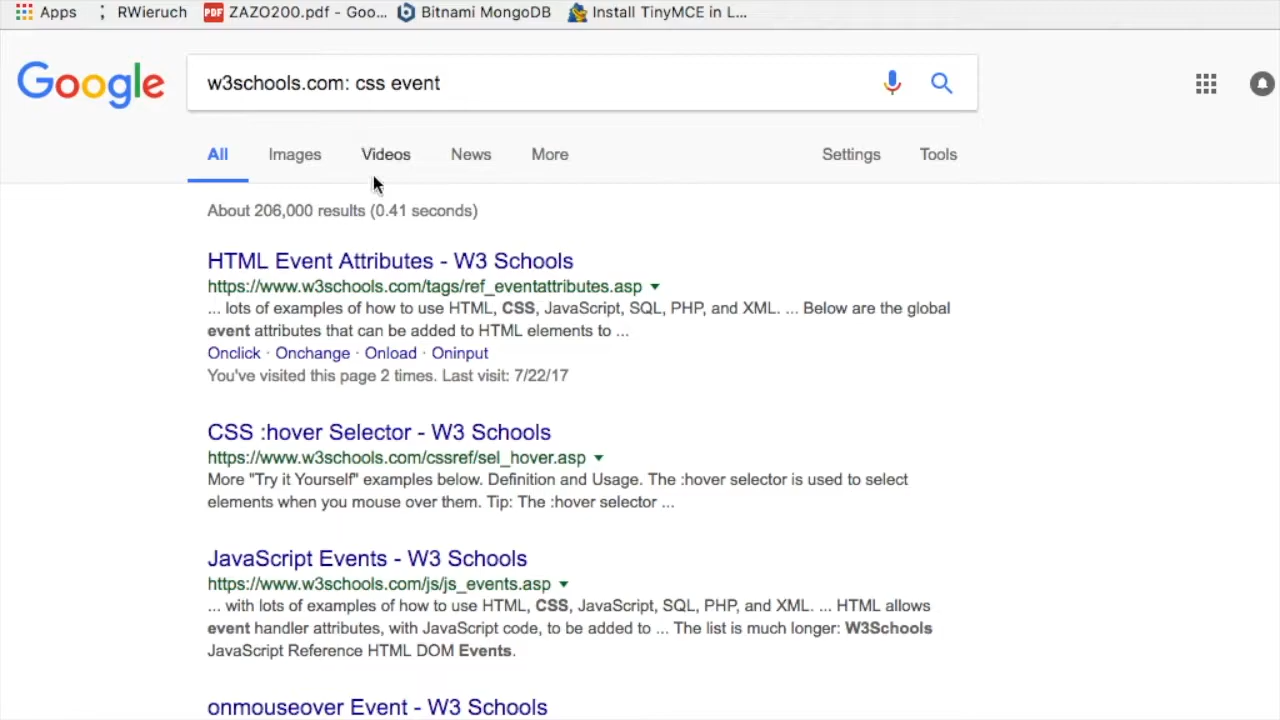 Apps RWieruch PDF ZAZO200.pdf - Goo... Bitnami MongoDB Install TinyMCE in L...
Google w3schools.com: css event
All Images Videos News More Settings Tools
About 206,000 results (0.41 seconds)
HTML Event Attributes - W3 Schools
https://www.w3schools.com/tags/ref_eventattributes.asp
... lots of examples of how to use HTML, CSS, JavaScript, SQL, PHP, and XML. ... Below are the global
event attributes that can be added to HTML elements to ...
Onclick · Onchange · Onload · Oninput
You've visited this page 2 times. Last visit: 7/22/17
CSS :hover Selector - W3 Schools
https://www.w3schools.com/cssref/sel_hover.asp
More "Try it Yourself" examples below. Definition and Usage. The :hover selector is used to select
elements when you mouse over them. Tip: The :hover selector ...
JavaScript Events - W3 Schools
https://www.w3schools.com/js/js_events.asp
... with lots of examples of how to use HTML, CSS, JavaScript, SQL, PHP, and XML. ... HTML allows
event handler attributes, with JavaScript code, to be added to ... The list is much longer: W3Schools
JavaScript Reference HTML DOM Events.
onmouseover Event - W3 Schools